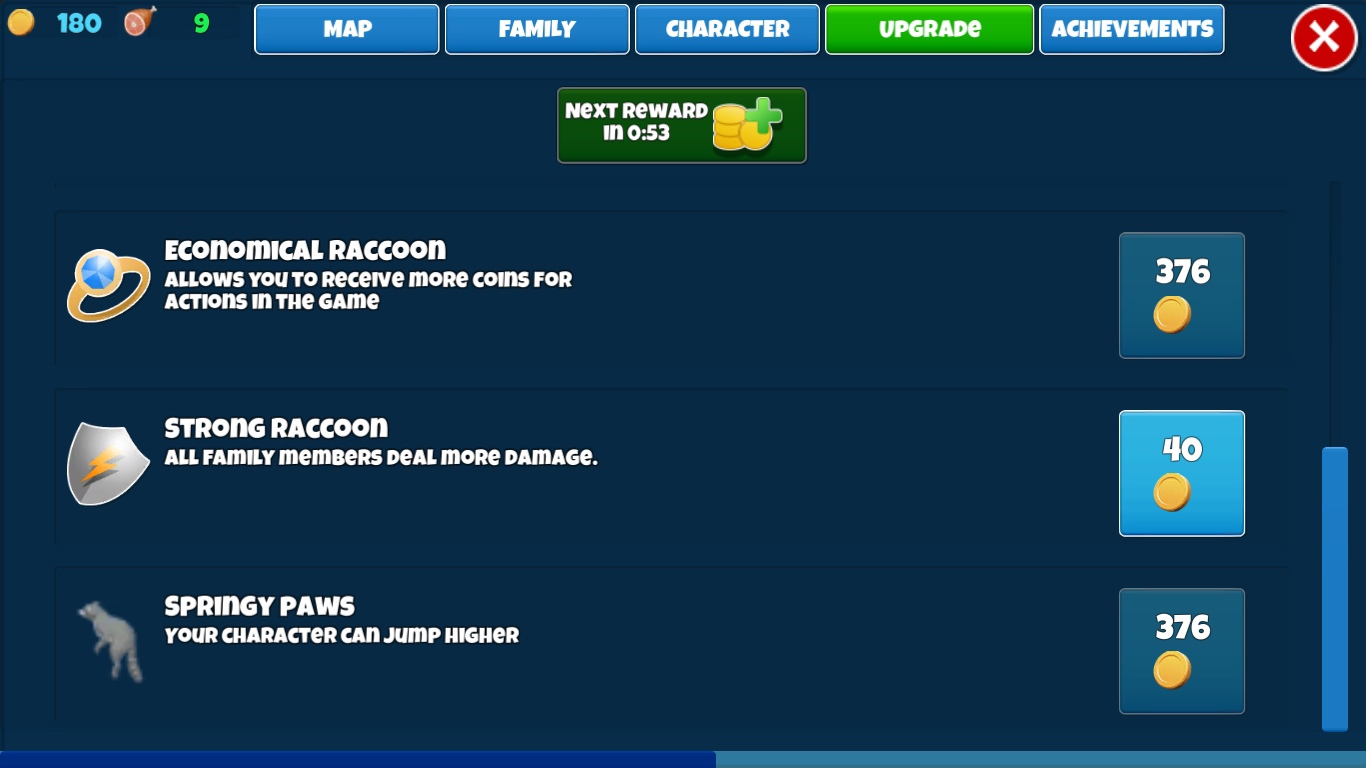 180 9 MAP FAMILY CHARACTER UPGRADE ACHIEVEMENTS
NEXT REWARD
IN 0:53
ECONOMICAL RACCOON
ALLOWS YOU TO RECEIVE MORE COINS FOR
ACTIONS IN THE GAME
376
STRONG RACCOON
ALL FAMILY MEMBERS DEAL MORE DAMAGE.
40
SPRINGY PAWS
YOUR CHARACTER CAN JUMP HIGHER
376